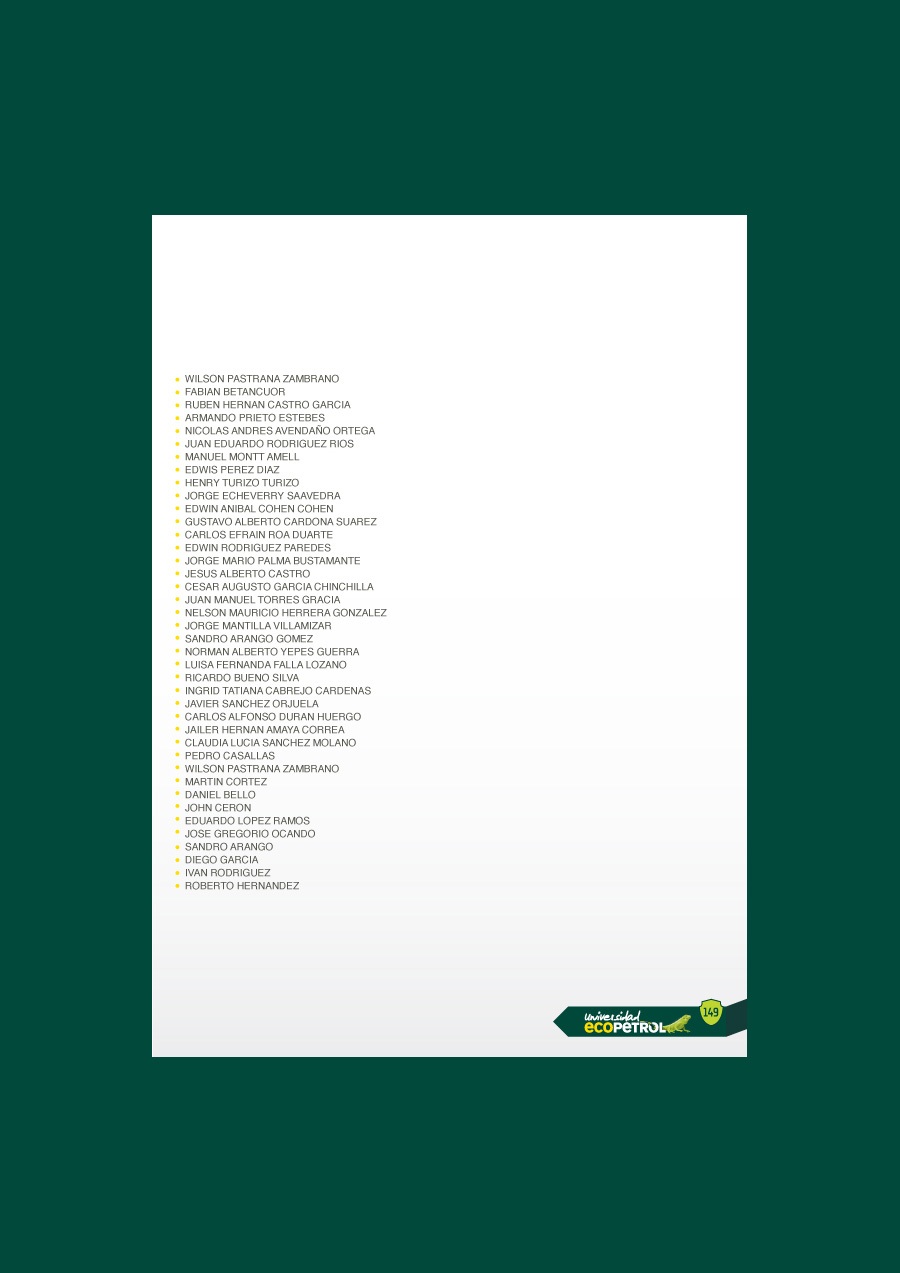 WILSON PASTRANA ZAMBRANO
FABIAN BETANCUOR
RUBEN HERNAN CASTRO GARCIA
ARMANDO PRIETO ESTEBES
NICOLAS ANDRES AVENDAÑO ORTEGA
JUAN EDUARDO RODRIGUEZ RIOS
MANUEL MONTT AMELL
EDWIS PEREZ DIAZ
HENRY TURIZO TURIZO
JORGE ECHEVERRY SAAVEDRA
EDWIN ANIBAL COHEN COHEN
GUSTAVO ALBERTO CARDONA SUAREZ
CARLOS EFRAIN ROA DUARTE
EDWIN RODRIGUEZ PAREDES
JORGE MARIO PALMA BUSTAMANTE
JESUS ALBERTO CASTRO
CESAR AUGUSTO GARCIA CHINCHILLA
JUAN MANUEL TORRES GRACIA
NELSON MAURICIO HERRERA GONZALEZ
JORGE MANTILLA VILLAMIZAR
SANDRO ARANGO GOMEZ
NORMAN ALBERTO YEPES GUERRA
LUISA FERNANDA FALLA LOZANO
RICARDO BUENO SILVA
INGRID TATIANA CABREJO CARDENAS
JAVIER SANCHEZ ORJUELA
CARLOS ALFONSO DURAN HUERGO
JAILER HERNAN AMAYA CORREA
CLAUDIA LUCIA SANCHEZ MOLANO
PEDRO CASALLAS
WILSON PASTRANA ZAMBRANO
MARTIN CORTEZ
DANIEL BELLO
JOHN CERON
EDUARDO LOPEZ RAMOS
JOSE GREGORIO OCANDO
SANDRO ARANGO
DIEGO GARCIA
IVAN RODRIGUEZ
ROBERTO HERNANDEZ
universidad
ecoPETROL
149